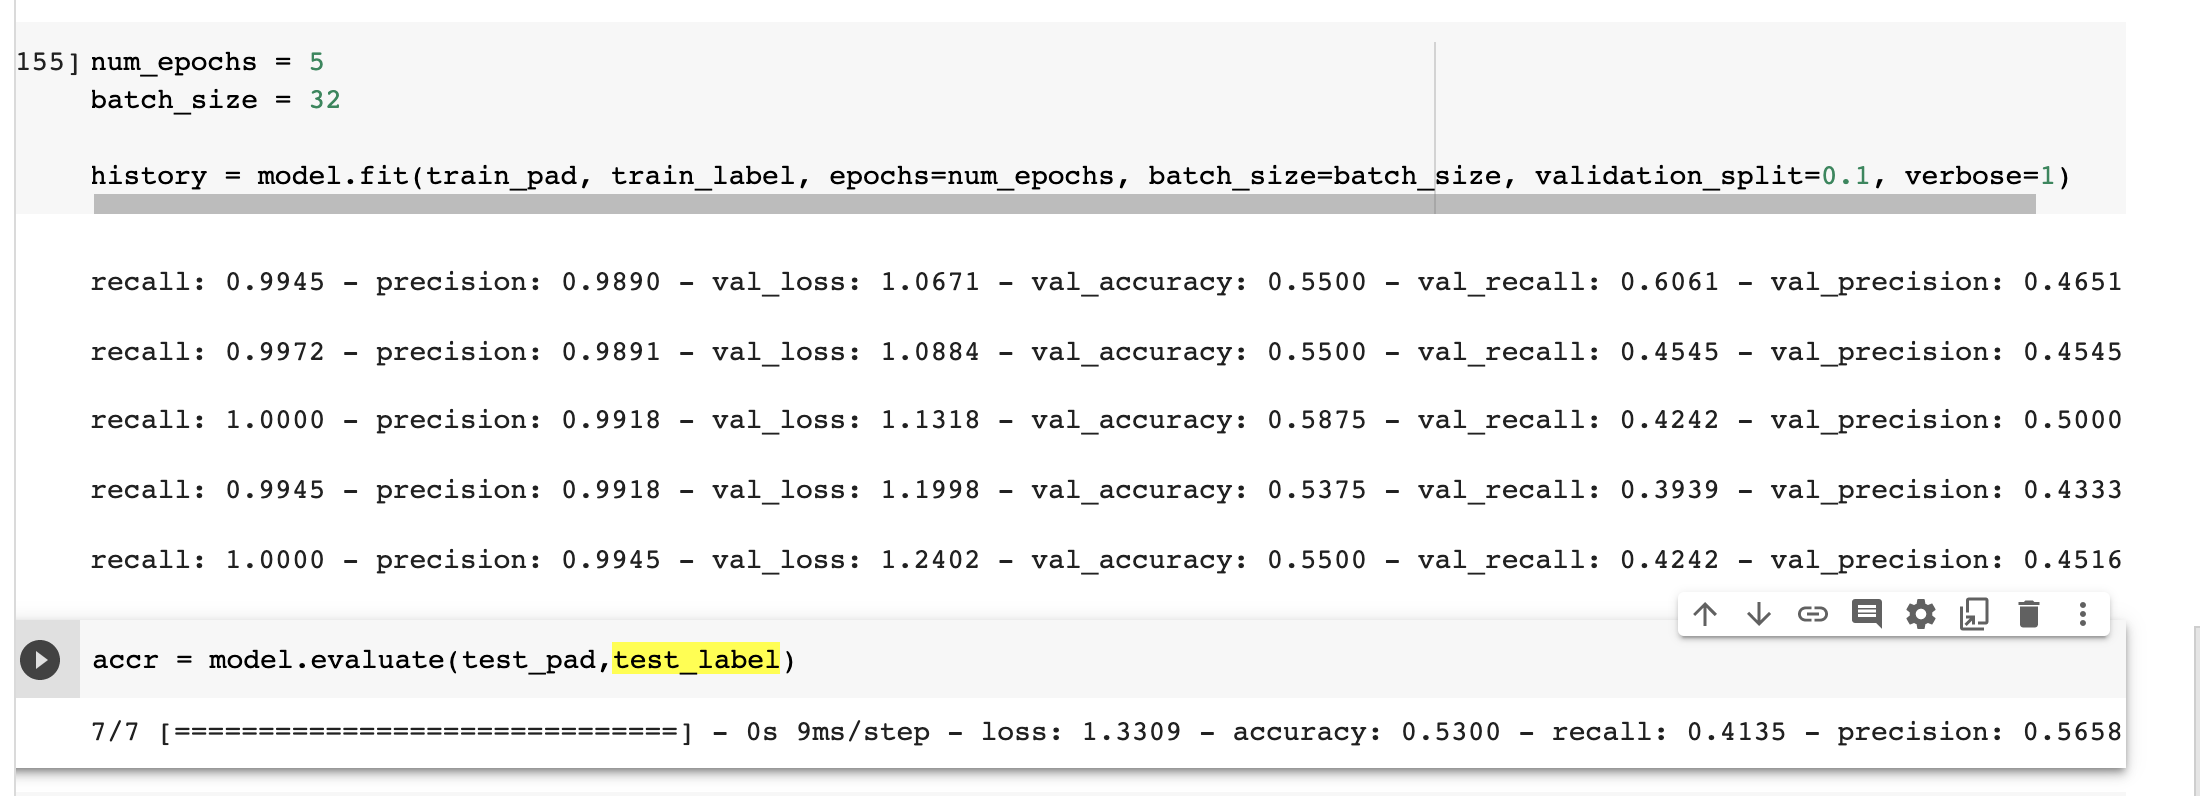 155] num_epochs = 5
batch_size = 32
history = model.fit(train_pad, train_label, epochs=num_epochs, batch_size=batch_size, validation_split=0.1, verbose=1)
recall: 0.9945 - precision: 0.9890 - val_loss: 1.0671 - val_accuracy: 0.5500 - val_recall: 0.6061 - val_precision: 0.4651
recall: 0.9972 - precision: 0.9891 - val_loss: 1.0884 - val_accuracy: 0.5500 - val_recall: 0.4545 - val_precision: 0.4545
recall: 1.0000 - precision: 0.9918 - val_loss: 1.1318 - val_accuracy: 0.5875 - val_recall: 0.4242 - val_precision: 0.5000
recall: 0.9945 - precision: 0.9918 - val_loss: 1.1998 - val_accuracy: 0.5375 - val_recall: 0.3939 - val_precision: 0.4333
recall: 1.0000 - precision: 0.9945 - val_loss: 1.2402 - val_accuracy: 0.5500 - val_recall: 0.4242 - val_precision: 0.4516
accr = model.evaluate(test_pad,test_label)
7/7 [==============================] - 0s 9ms/step - loss: 1.3309 - accuracy: 0.5300 - recall: 0.4135 - precision: 0.5658